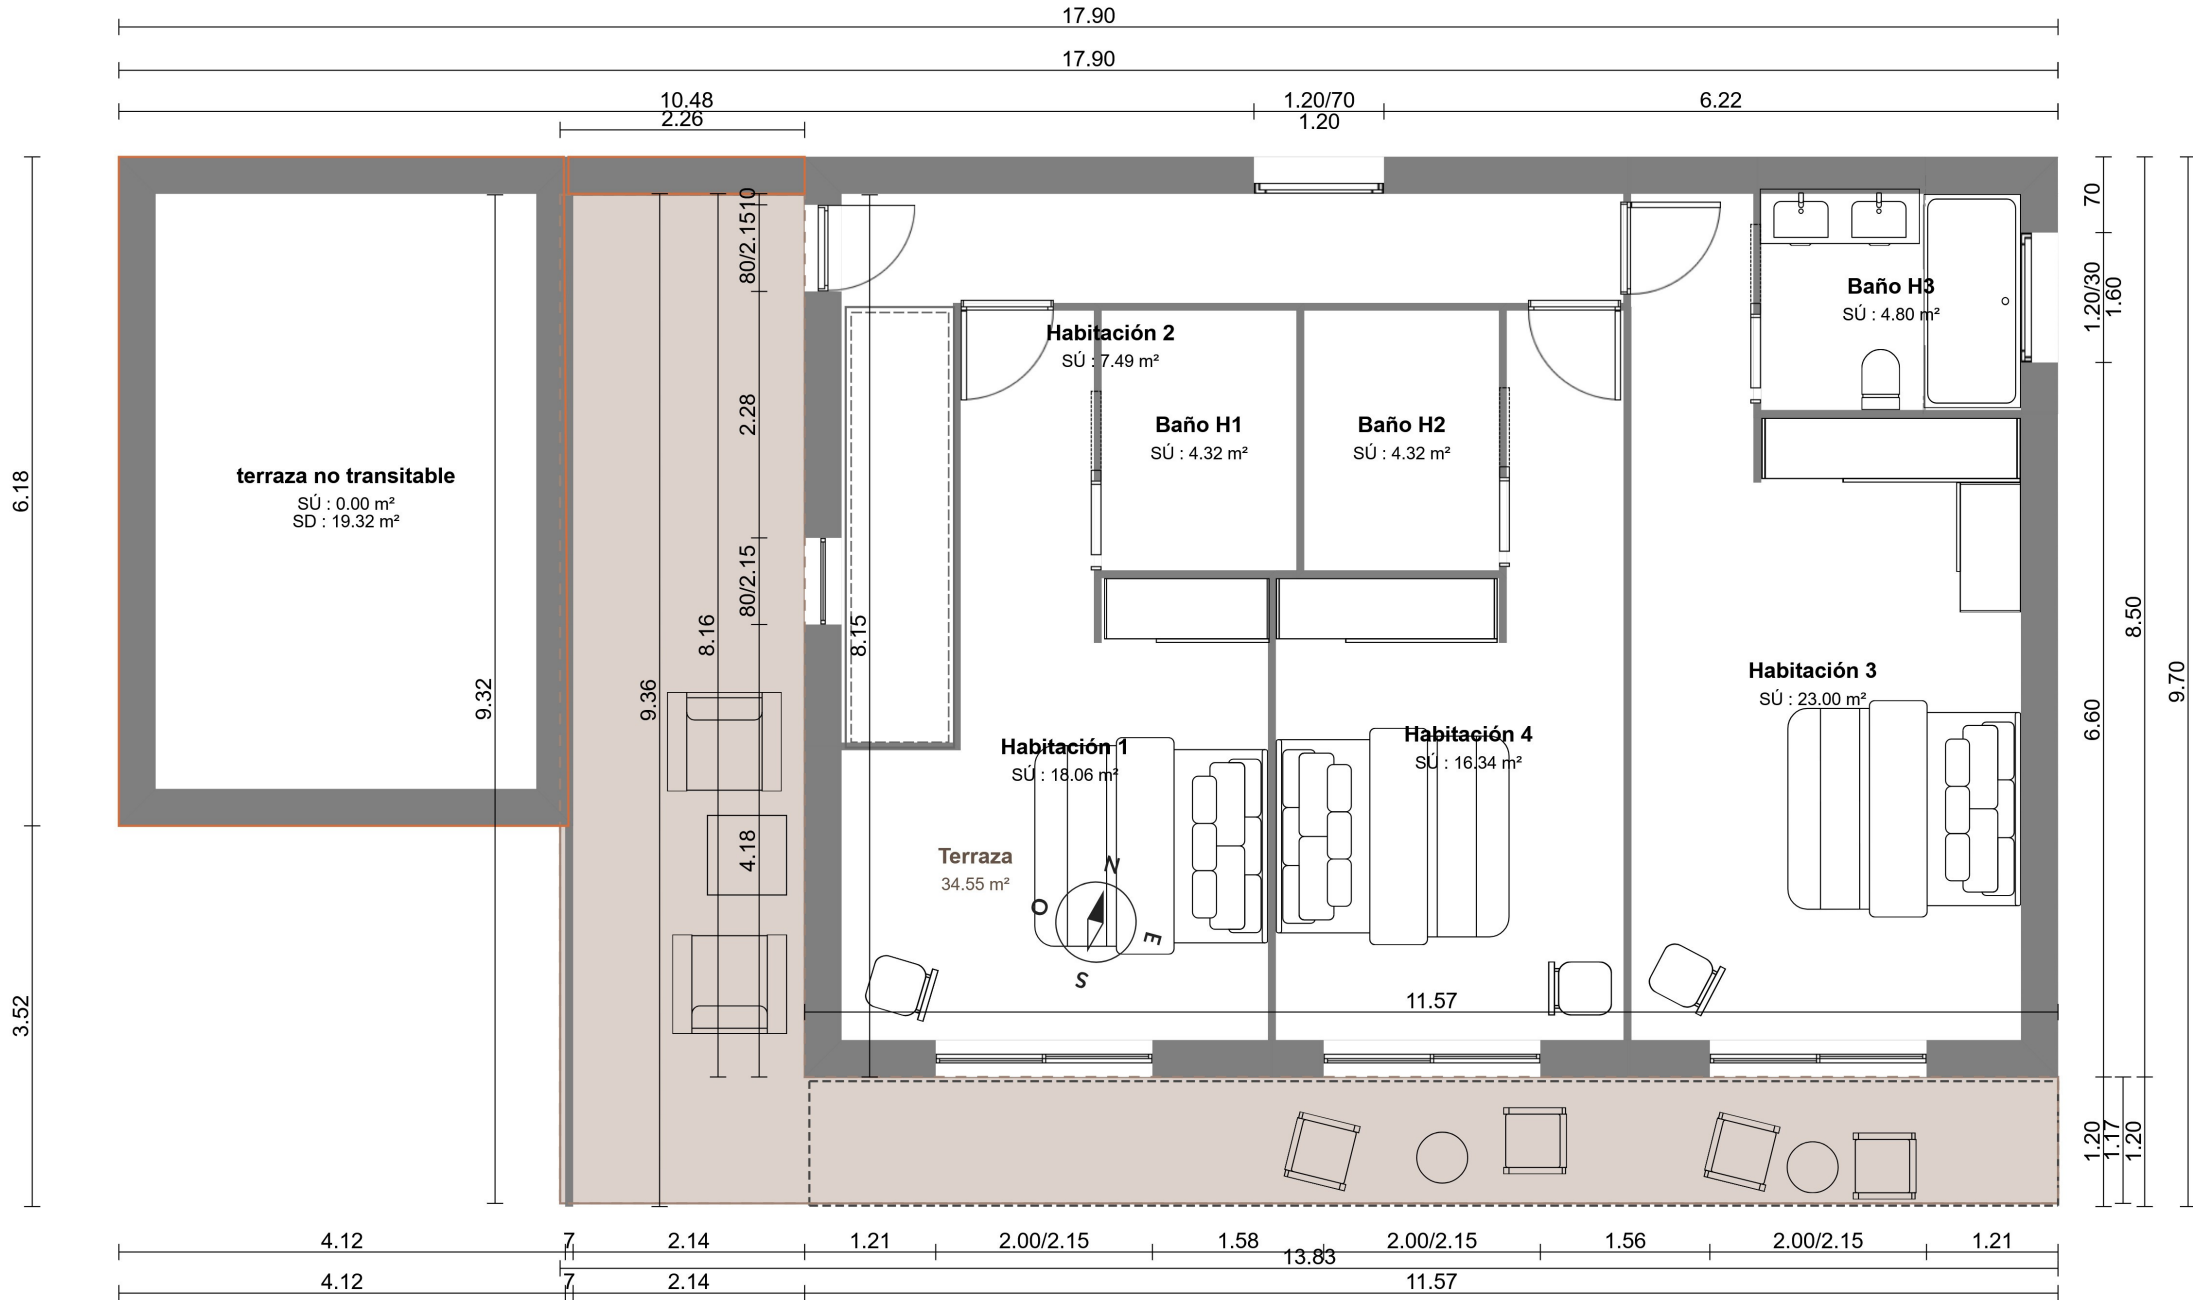 17.90
17.90
10.48
1.20/70
6.22
2.26
1.20
6.18
3.52
9.32
9.36
8.16
10
80/2.15
2.28
80/2.15
4.18
8.15
terraza no transitable
SÚ : 0.00 m²
SD : 19.32 m²
Habitación 2
SÚ : 7.49 m²
Baño H1
SÚ : 4.32 m²
Baño H2
SÚ : 4.32 m²
Baño H3
SÚ : 4.80 m²
Habitación 1
SÚ : 18.06 m²
Habitación 4
SÚ : 16.34 m²
Habitación 3
SÚ : 23.00 m²
Terraza
34.55 m²
N
O
E
S
11.57
70
1.20/30
1.60
6.60
8.50
9.70
1.20
1.17
1.20
4.12
7
2.14
1.21
2.00/2.15
1.58
2.00/2.15
1.56
2.00/2.15
1.21
13.83
4.12
7
2.14
11.57